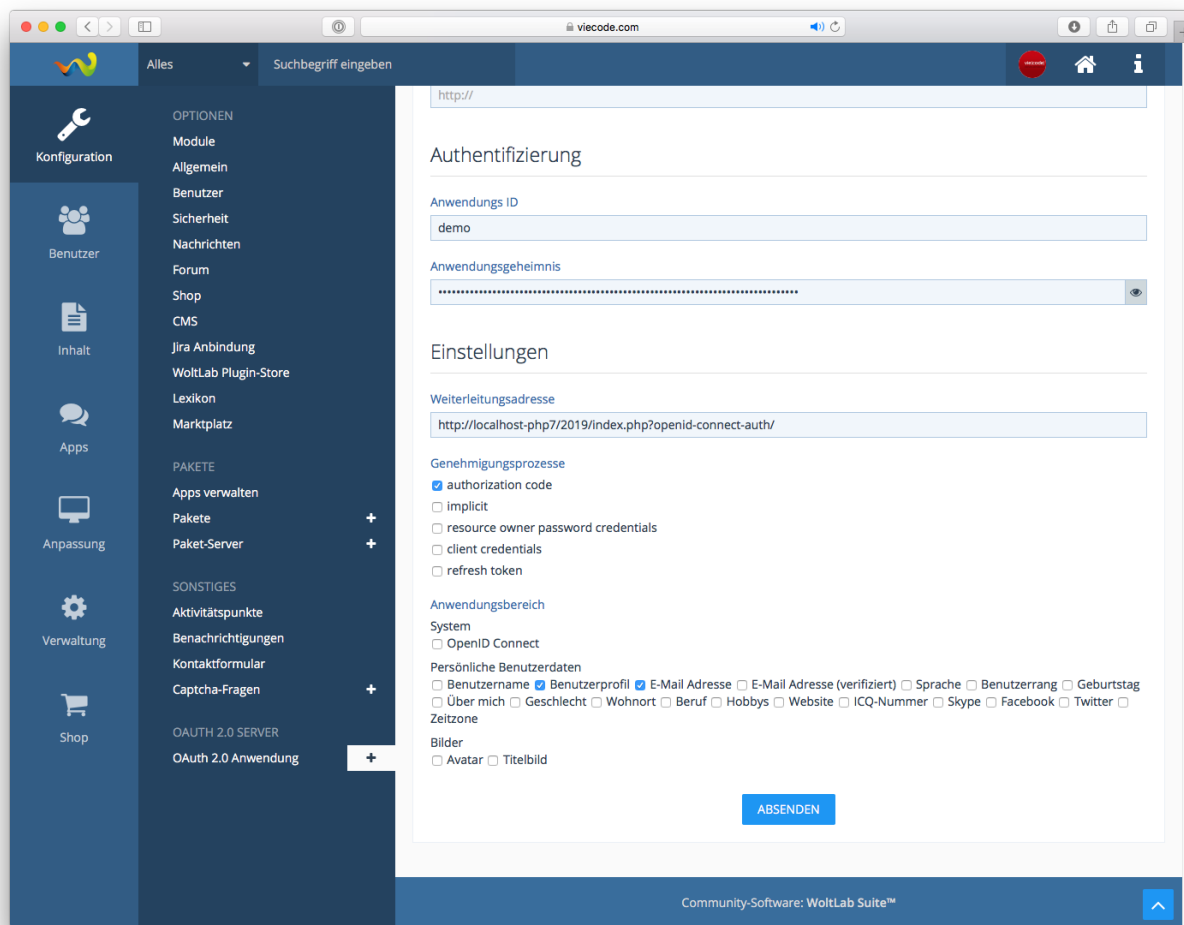 viecode.com
Alles
Suchbegriff eingeben
Konfiguration
Benutzer
Inhalt
Apps
Anpassung
Verwaltung
Shop
OPTIONEN
Module
Allgemein
Benutzer
Sicherheit
Nachrichten
Forum
Shop
CMS
Jira Anbindung
WoltLab Plugin-Store
Lexikon
Marktplatz
PAKETE
Apps verwalten
Pakete
Paket-Server
SONSTIGES
Aktivitätspunkte
Benachrichtigungen
Kontaktformular
Captcha-Fragen
OAUTH 2.0 SERVER
OAuth 2.0 Anwendung
http://
Authentifizierung
Anwendungs ID
demo
Anwendungsgeheimnis
Einstellungen
Weiterleitungsadresse
http://localhost-php7/2019/index.php?openid-connect-auth/
Genehmigungsprozesse
authorization code
implicit
resource owner password credentials
client credentials
refresh token
Anwendungsbereich
System
OpenID Connect
Persönliche Benutzerdaten
Benutzername Benutzerprofil E-Mail Adresse E-Mail Adresse (verifiziert) Sprache Benutzerrang Geburtstag
Über mich Geschlecht Wohnort Beruf Hobbys Website ICQ-Nummer Skype Facebook Twitter
Zeitzone
Bilder
Avatar Titelbild
ABSENDEN
Community-Software: WoltLab Suite™